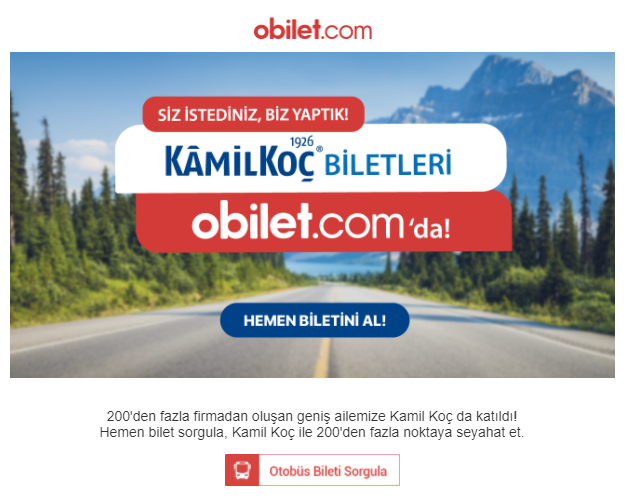 obilet.com
SİZ İSTEDİNİZ, BİZ YAPTIK!
1926
KÂMİLKOÇ® BİLETLERİ
obilet.com'da!
HEMEN BİLETİNİ AL!
200'den fazla firmadan oluşan geniş ailemize Kamil Koç da katıldı!
Hemen bilet sorgula, Kamil Koç ile 200'den fazla noktaya seyahat et.
Otobüs Bileti Sorgula